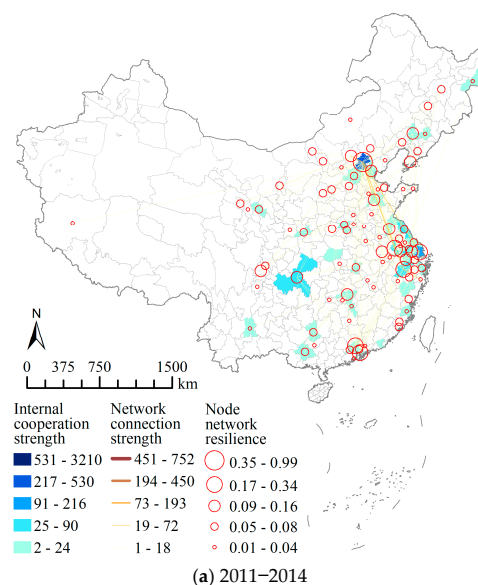 N
0 375 750 1500
km
Internal cooperation strength
531 - 3210
217 - 530
91 - 216
25 - 90
2 - 24
Network connection strength
451 - 752
194 - 450
73 - 193
19 - 72
1 - 18
Node network resilience
0.35 - 0.99
0.17 - 0.34
0.09 - 0.16
0.05 - 0.08
0.01 - 0.04
(a) 2011−2014